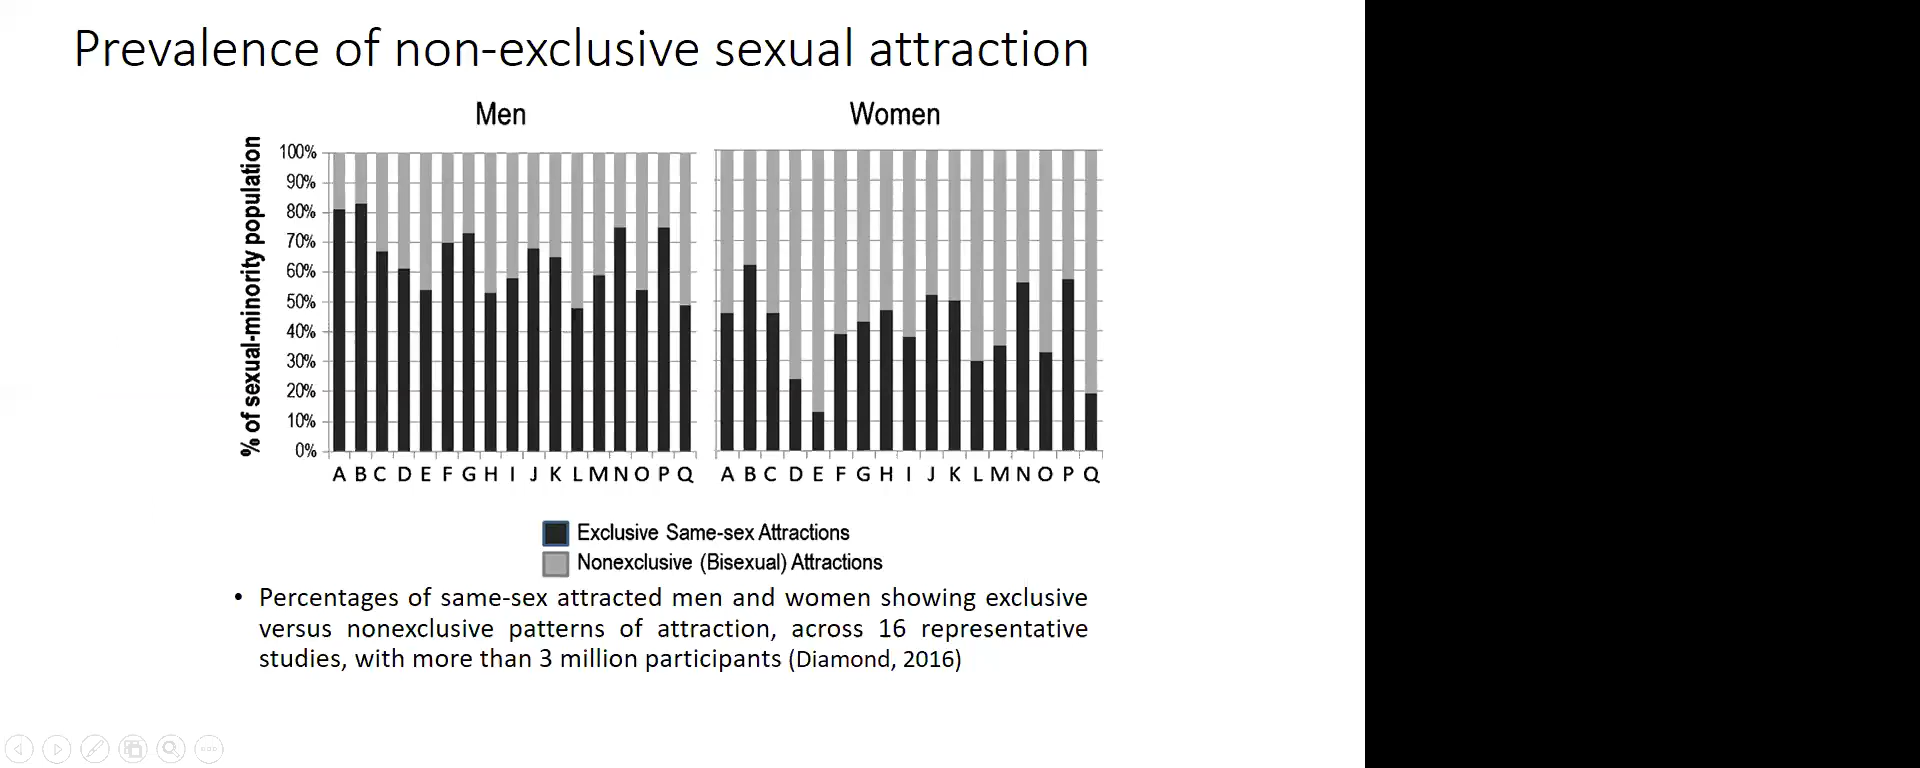 Prevalence of non-exclusive sexual attraction
Men
Women
% of sexual-minority population
100%
90%
80%
70%
60%
50%
40%
30%
20%
10%
0%
A B C D E F G H I J K L M N O P Q
A B C D E F G H I J K L M N O P Q
Exclusive Same-sex Attractions
Nonexclusive (Bisexual) Attractions
• Percentages of same-sex attracted men and women showing exclusive
versus nonexclusive patterns of attraction, across 16 representative
studies, with more than 3 million participants (Diamond, 2016)